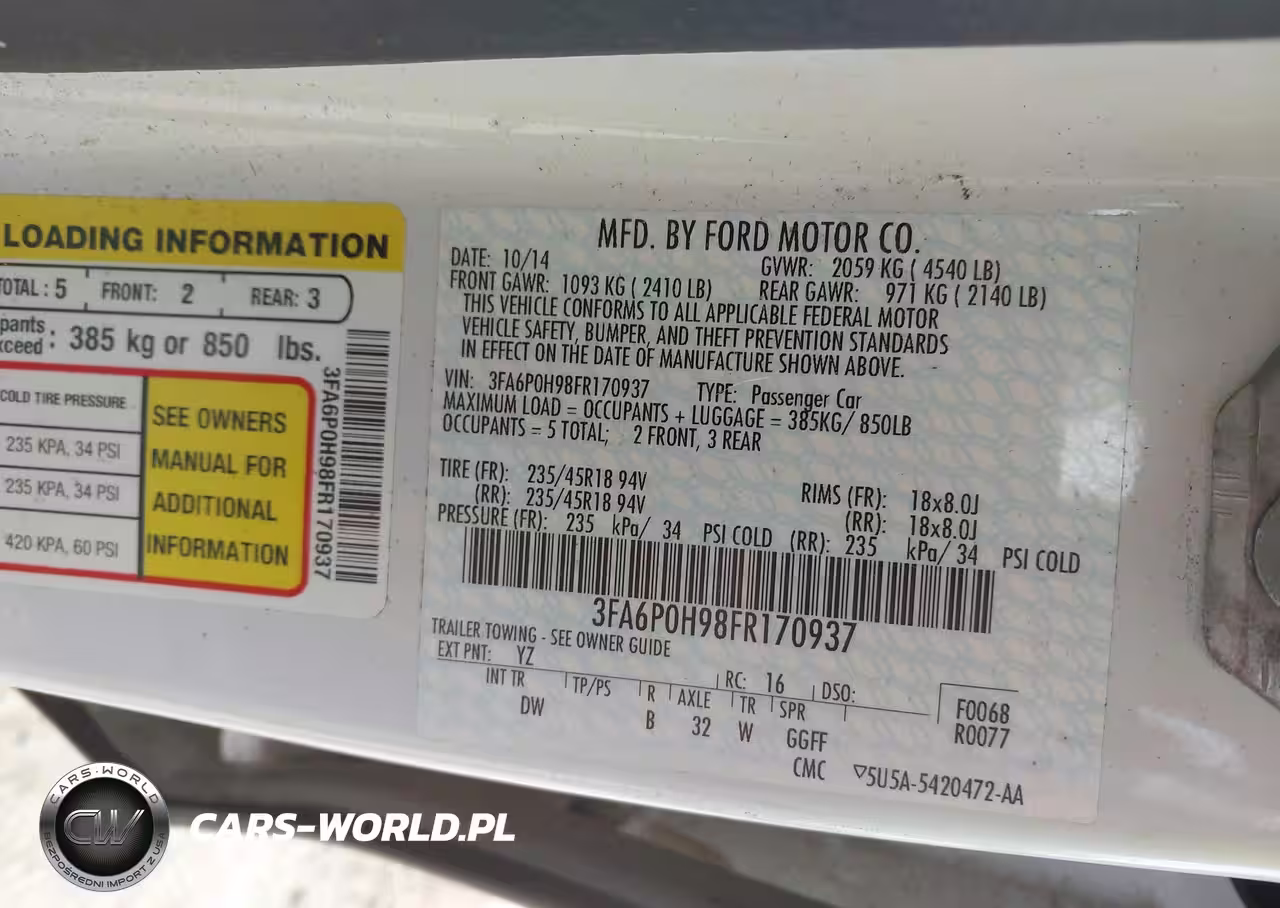 LOADING INFORMATION
TOTAL: 5 FRONT: 2 REAR: 3
pants
xceed : 385 kg or 850 lbs.
COLD TIRE PRESSURE
235 KPA, 34 PSI
235 KPA, 34 PSI
420 KPA, 60 PSI
SEE OWNERS
MANUAL FOR
ADDITIONAL
INFORMATION
3FA6P0H98FR170937
MFD. BY FORD MOTOR CO.
DATE: 10/14 GVWR: 2059 KG ( 4540 LB)
FRONT GAWR: 1093 KG ( 2410 LB) REAR GAWR: 971 KG ( 2140 LB)
THIS VEHICLE CONFORMS TO ALL APPLICABLE FEDERAL MOTOR
VEHICLE SAFETY, BUMPER, AND THEFT PREVENTION STANDARDS
IN EFFECT ON THE DATE OF MANUFACTURE SHOWN ABOVE.
VIN: 3FA6P0H98FR170937 TYPE: Passenger Car
MAXIMUM LOAD = OCCUPANTS + LUGGAGE = 385KG/ 850LB
OCCUPANTS = 5 TOTAL; 2 FRONT, 3 REAR
TIRE (FR): 235/45R18 94V RIMS (FR): 18x8.0J
(RR): 235/45R18 94V (RR): 18x8.0J
PRESSURE (FR): 235 kPa/ 34 PSI COLD (RR): 235 kPa/ 34 PSI COLD
3FA6P0H98FR170937
TRAILER TOWING - SEE OWNER GUIDE
EXT PNT: YZ RC: 16 DSO:
INT TR TP/PS R AXLE TR SPR
DW B 32 W GGFF
F0068
R0077
CMC ▽5U5A-5420472-AA
CARS-WORLD
CW
BEZPOŚREDNI IMPORT Z USA
CARS-WORLD.PL